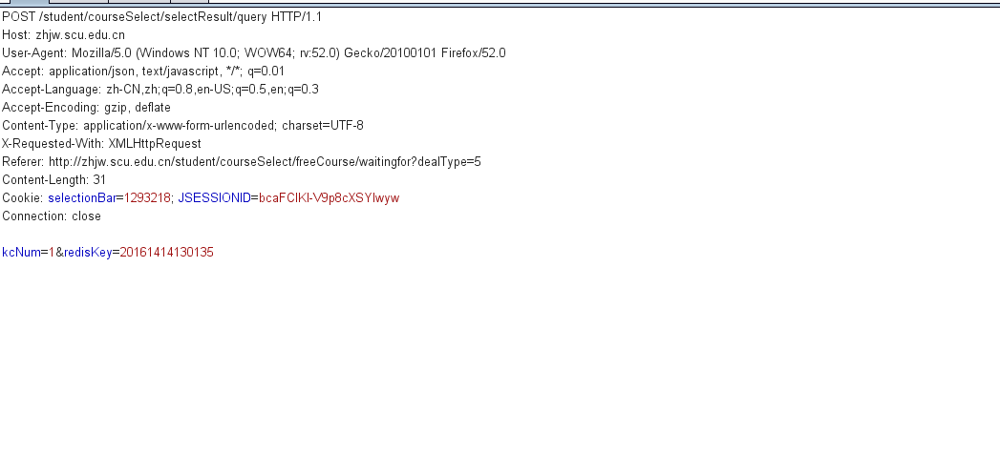 POST /student/courseSelect/selectResult/query HTTP/1.1
Host: zhjw.scu.edu.cn
User-Agent: Mozilla/5.0 (Windows NT 10.0; WOW64; rv:52.0) Gecko/20100101 Firefox/52.0
Accept: application/json, text/javascript, */*; q=0.01
Accept-Language: zh-CN,zh;q=0.8,en-US;q=0.5,en;q=0.3
Accept-Encoding: gzip, deflate
Content-Type: application/x-www-form-urlencoded; charset=UTF-8
X-Requested-With: XMLHttpRequest
Referer: http://zhjw.scu.edu.cn/student/courseSelect/freeCourse/waitingfor?dealType=5
Content-Length: 31
Cookie: selectionBar=1293218; JSESSIONID=bcaFClKl-V9p8cXSYlwyw
Connection: close
kcNum=1&redisKey=20161414130135